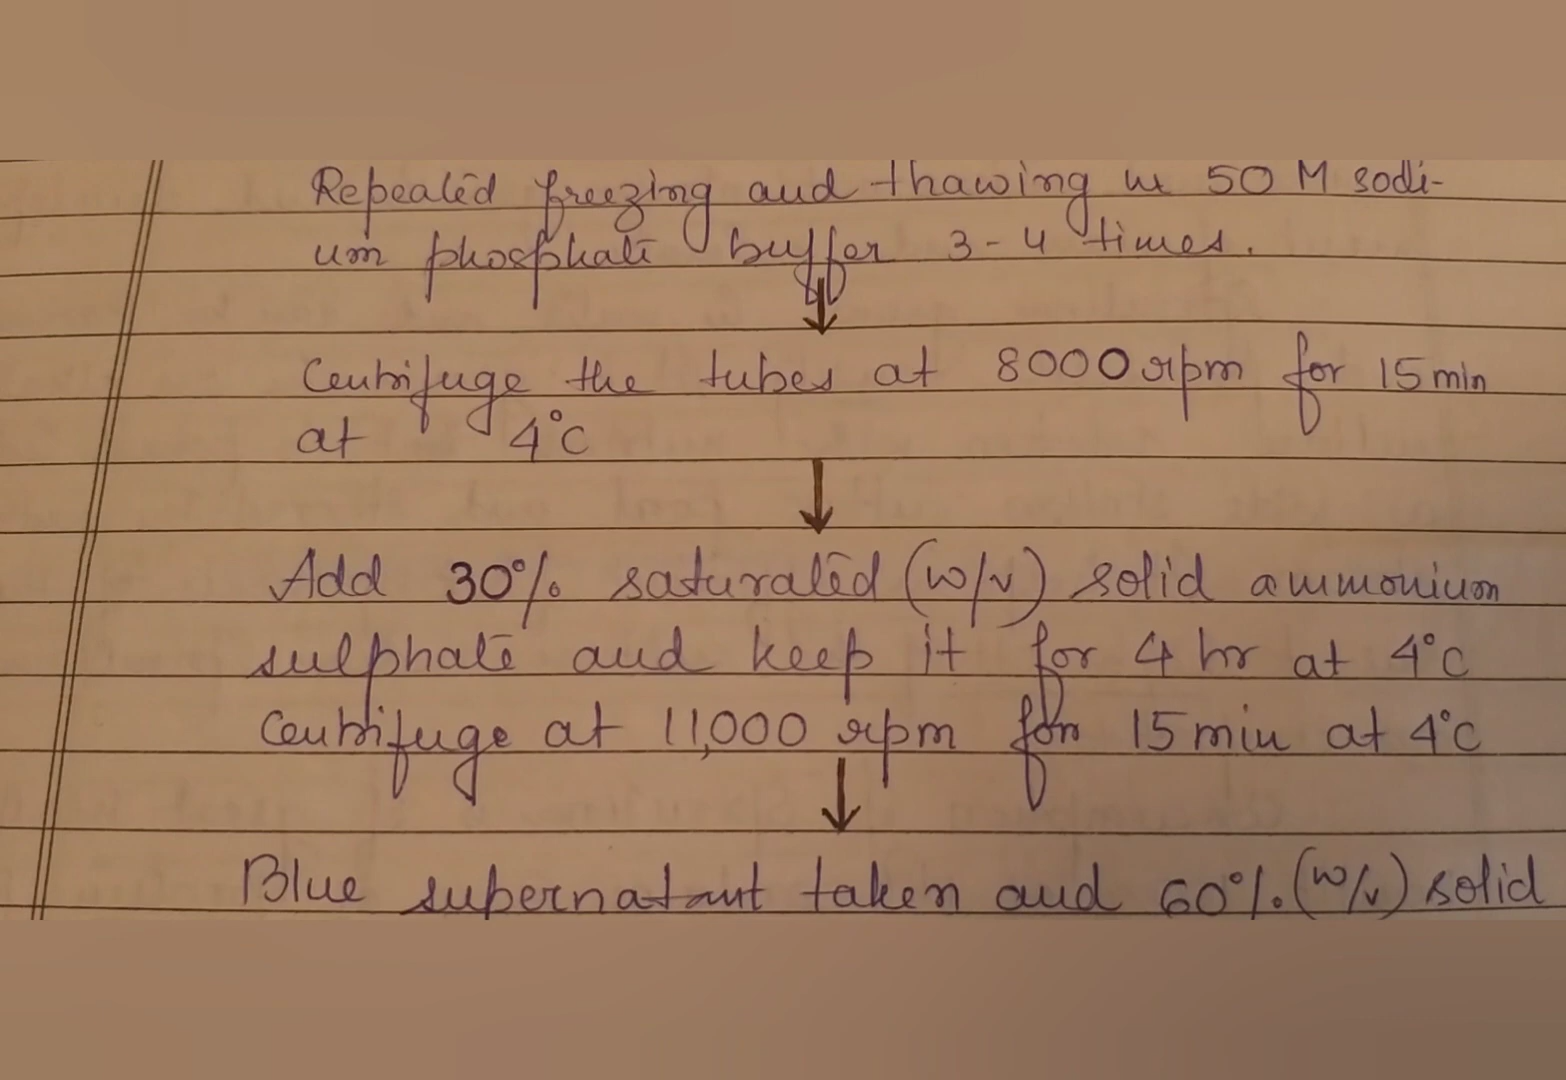 Repeated freezing and thawing in 50 M sodi-
um phosphate buffer 3-4 times.
↓
Centrifuge the tubes at 8000 rpm for 15 min
at 4°C
↓
Add 30% saturated (w/v) solid ammonium
sulphate and keep it for 4 hr at 4°C
Centrifuge at 11,000 rpm for 15 min at 4°C
↓
Blue supernatant taken and 60%. (w/v) solid